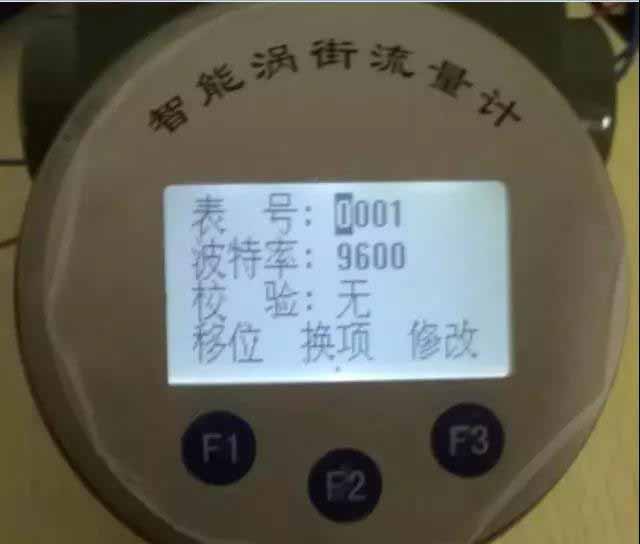 智能涡街流量计
表 号: 0001
波特率: 9600
校 验: 无
移位 换项 修改
F1 F2 F3